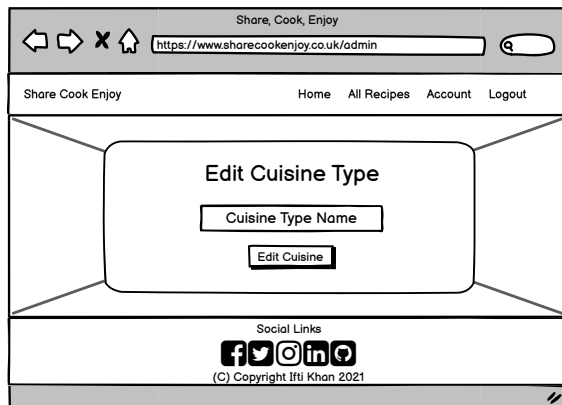 Share, Cook, Enjoy
https://www.sharecookenjoy.co.uk/admin
Share Cook Enjoy Home All Recipes Account Logout
Edit Cuisine Type
Cuisine Type Name
Edit Cuisine
Social Links
(C) Copyright Ifti Khan 2021